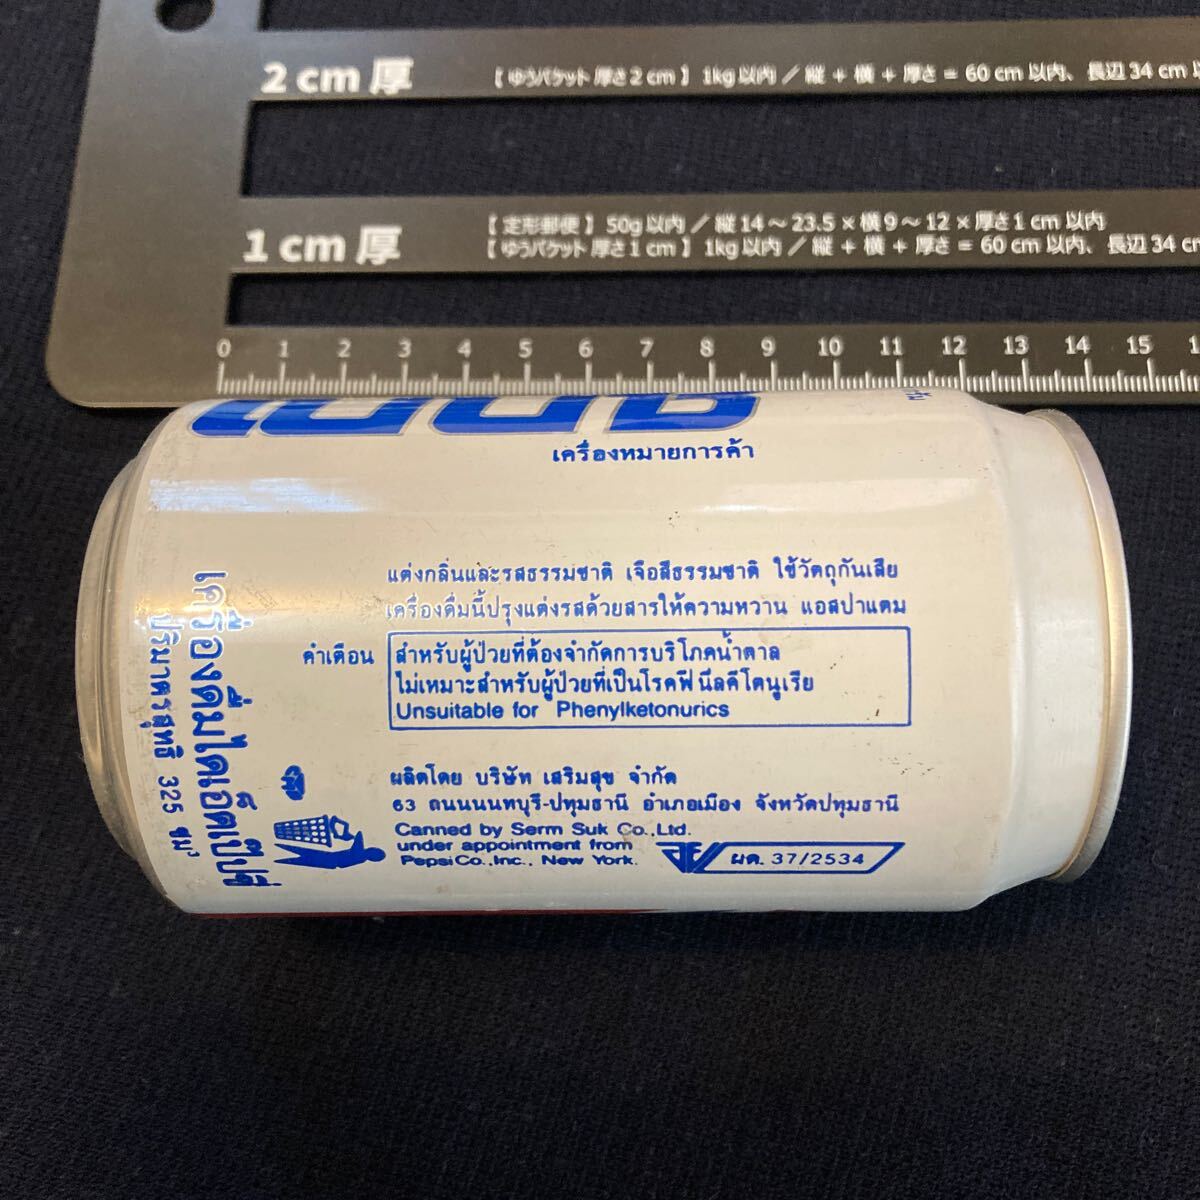 2 cm 厚
【 ゆうパケット 厚さ 2 cm 】 1kg 以内 / 縦 + 横 + 厚さ = 60 cm 以内、長辺 34 cm
1 cm 厚
【 定形郵便 】 50g 以内 / 縦 14 ~ 23.5 × 横 9 ~ 12 × 厚さ 1 cm 以内
【 ゆうパケット 厚さ 1 cm 】 1kg 以内 / 縦 + 横 + 厚さ = 60 cm 以内、長辺 34 cm
0 1 2 3 4 5 6 7 8 9 10 11 12 13 14 15
เครื่องหมายการค้า
แต่งกลิ่นและรสธรรมชาติ เจือสีธรรมชาติ ใช้วัตถุกันเสีย
เครื่องดื่มนี้ปรุงแต่งรสด้วยสารให้ความหวาน แอสปาแตม
คำเตือน
สำหรับผู้ป่วยที่ต้องจำกัดการบริโภคน้ำตาล
ไม่เหมาะสำหรับผู้ป่วยที่เป็นโรคฟีนีลคีโตนูเรีย
Unsuitable for Phenylketonurics
ผลิตโดย บริษัท เสริมสุข จำกัด
63 ถนนนนทบุรี-ปทุมธานี อำเภอเมือง จังหวัดปทุมธานี
Canned by Serm Suk Co.,Ltd.
under appointment from
PepsiCo.,Inc., New York.
ผด. 37/2534
เครื่องดื่มไดเอ็ตเป๊ปซี่
ปริมาตรสุทธิ 325 ซม³